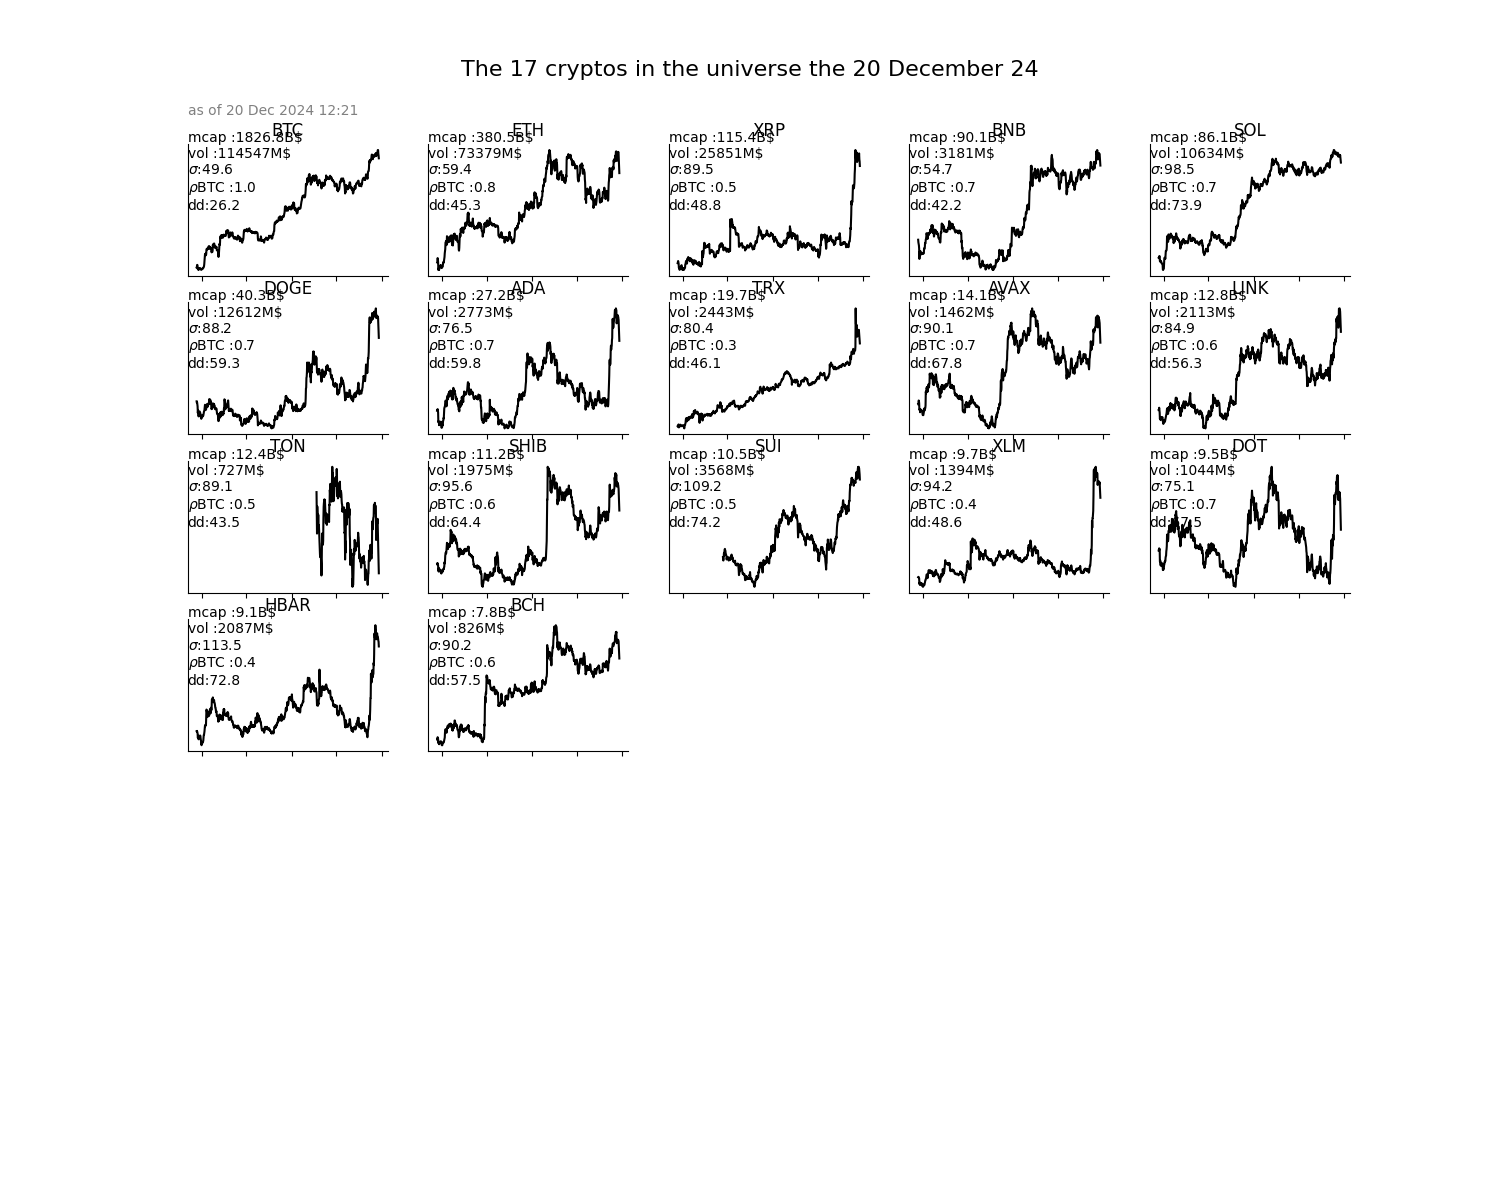 The 17 cryptos in the universe the 20 December 24
as of 20 Dec 2024 12:21
BTC
mcap :1826.8B$
vol :114547M$
σ:49.6
ρBTC :1.0
dd:26.2
ETH
mcap :380.5B$
vol :73379M$
σ:59.4
ρBTC :0.8
dd:45.3
XRP
mcap :115.4B$
vol :25851M$
σ:89.5
ρBTC :0.5
dd:48.8
BNB
mcap :90.1B$
vol :3181M$
σ:54.7
ρBTC :0.7
dd:42.2
SOL
mcap :86.1B$
vol :10634M$
σ:98.5
ρBTC :0.7
dd:73.9
DOGE
mcap :40.3B$
vol :12612M$
σ:88.2
ρBTC :0.7
dd:59.3
ADA
mcap :27.2B$
vol :2773M$
σ:76.5
ρBTC :0.7
dd:59.8
TRX
mcap :19.7B$
vol :2443M$
σ:80.4
ρBTC :0.3
dd:46.1
AVAX
mcap :14.1B$
vol :1462M$
σ:90.1
ρBTC :0.7
dd:67.8
LINK
mcap :12.8B$
vol :2113M$
σ:84.9
ρBTC :0.6
dd:56.3
TON
mcap :12.4B$
vol :727M$
σ:89.1
ρBTC :0.5
dd:43.5
SHIB
mcap :11.2B$
vol :1975M$
σ:95.6
ρBTC :0.6
dd:64.4
SUI
mcap :10.5B$
vol :3568M$
σ:109.2
ρBTC :0.5
dd:74.2
XLM
mcap :9.7B$
vol :1394M$
σ:94.2
ρBTC :0.4
dd:48.6
DOT
mcap :9.5B$
vol :1044M$
σ:75.1
ρBTC :0.7
HBAR
mcap :9.1B$
vol :2087M$
σ:113.5
ρBTC :0.4
dd:72.8
BCH
mcap :7.8B$
vol :826M$
σ:90.2
ρBTC :0.6
dd:57.5